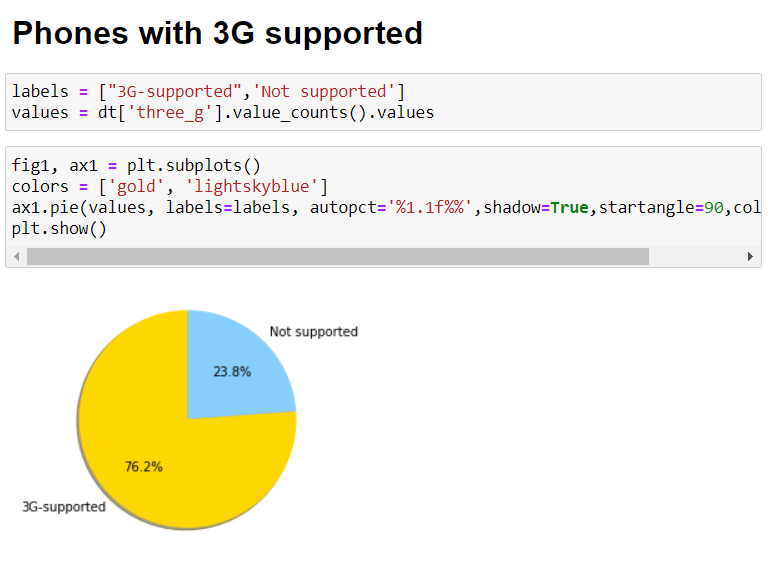 Phones with 3G supported
labels = ["3G-supported",'Not supported']
values = dt['three_g'].value_counts().values
fig1, ax1 = plt.subplots()
colors = ['gold', 'lightskyblue']
ax1.pie(values, labels=labels, autopct='%1.1f%%',shadow=True,startangle=90,col
plt.show()
Not supported
23.8%
76.2%
3G-supported